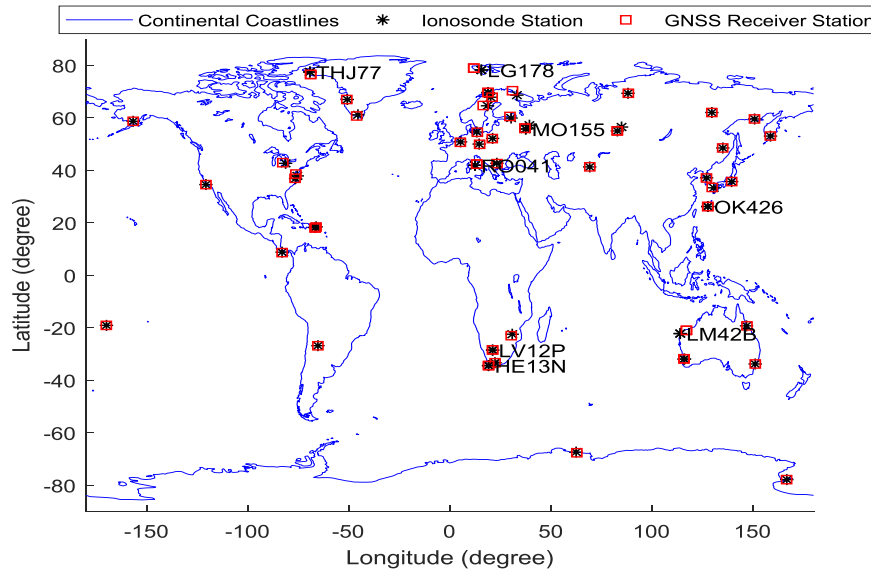 Continental Coastlines
Ionosonde Station
GNSS Receiver Station
80
60
40
20
0
-20
-40
-60
-80
Latitude (degree)
THJ77
LG178
MO155
RO041
OK426
LM42B
LV12P
HE13N
-150
-100
-50
0
50
100
150
Longitude (degree)